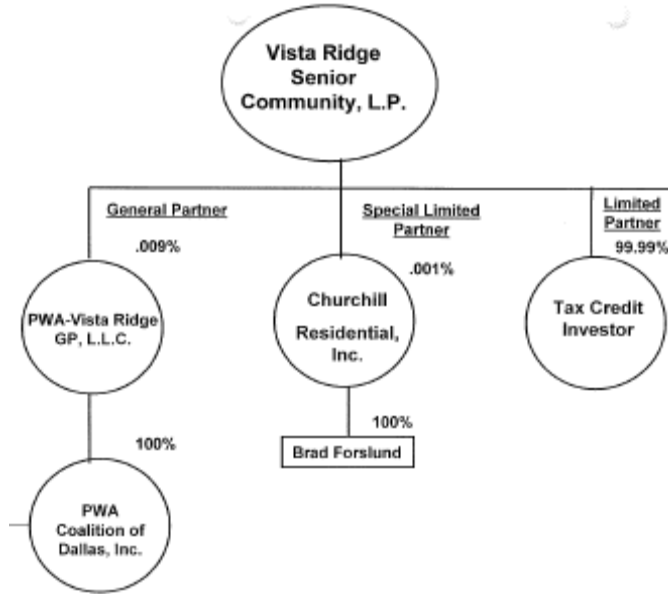 Vista Ridge
Senior
Community, L.P.
General Partner
.009%
Special Limited
Partner
.001%
Limited
Partner
99.99%
PWA-Vista Ridge
GP, L.L.C.
Churchill
Residential,
Inc.
Tax Credit
Investor
100%
100%
Brad Forslund
PWA
Coalition of
Dallas, Inc.